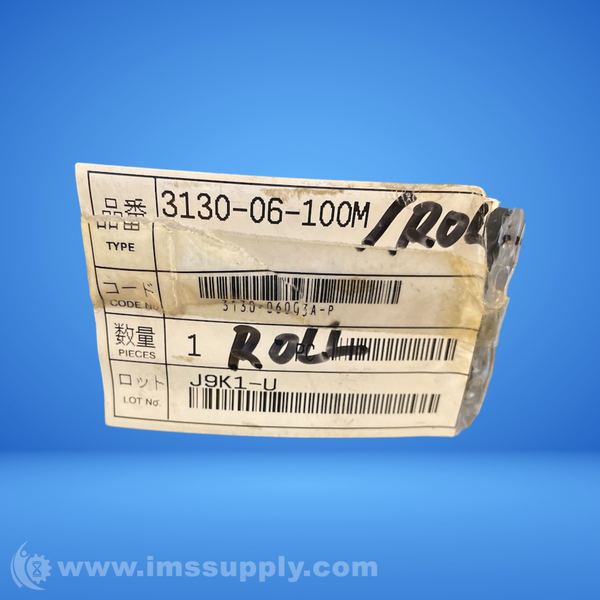 品番 3130-06-100M /ROLL
TYPE
コード
CODE No. 3130-060G3A-P
数量 1 PC ROLL
PIECES
ロット J9K1-U
LOT No.
www.imssupply.com